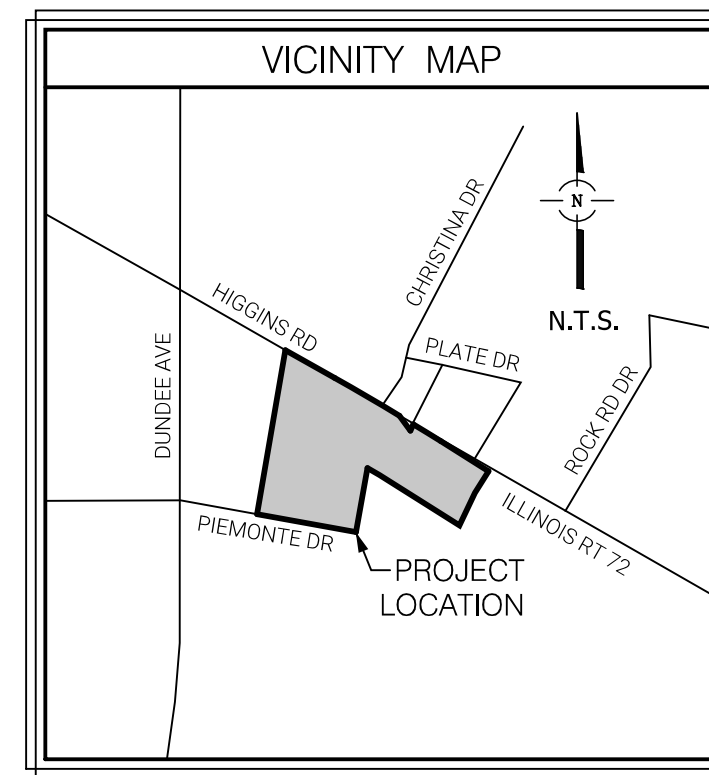 VICINITY MAP
CHRISTINA DR
N
N.T.S.
HIGGINS RD
PLATE DR
DUNDEE AVE
ROCK RD DR
ILLINOIS RT 72
PIEMONTE DR
PROJECT
LOCATION